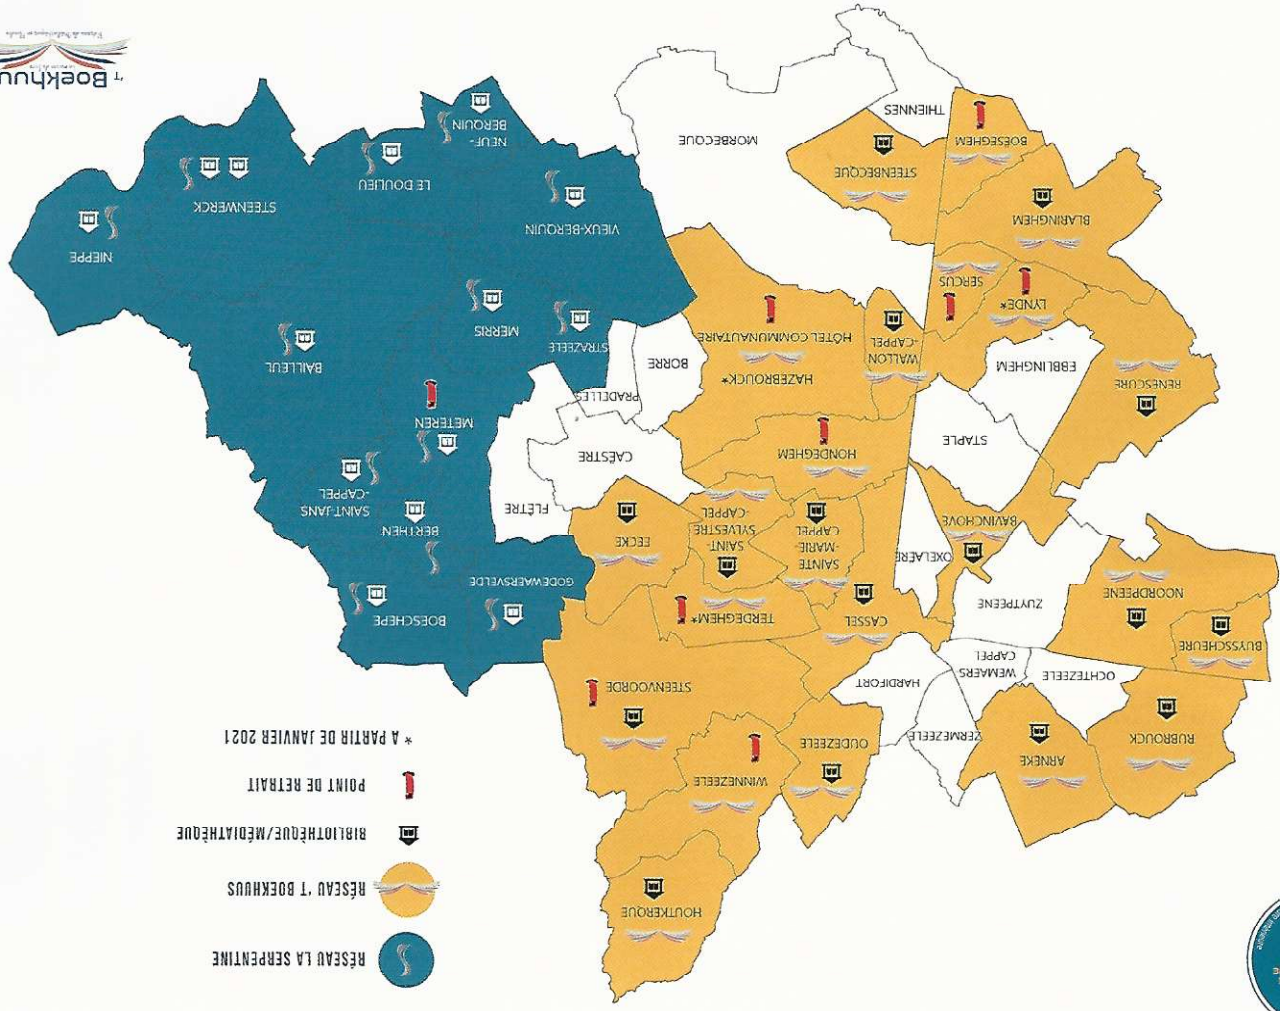 RÉSEAU LA SERPENTINE
RÉSEAU 'T BOEKHUUS
BIBLIOTHÈQUE/MÉDIATHÈQUE
POINT DE RETRAIT
* A PARTIR DE JANVIER 2021
HOUTKERQUE
WINNEZEELE
OUDEZEELE
STEENVOORDE
ARNEKE
RUBROUCK
ZERMEZEELE
HARDIFORT
WEMAERS
CAPPEL
OCHTEZEELE
BUYSSCHEURE
NOORDPEENE
ZUYTPEENE
CASSEL
TERDEGHEM*
OXELAËRE
BAVINCHOVE
SAINTE
-MARIE-
CAPPEL
SAINT-
SYLVESTRE
-CAPPEL
EECKE
GODEWAERSVELDE
BOESCHEPE
BERTHEN
SAINT-JANS
-CAPPEL
FLÊTRE
CAËSTRE
HONDEGHEM
STAPLE
METEREN
PRADELLES
BORRE
HAZEBROUCK*
HÔTEL COMMUNAUTAIRE
WALLON
-CAPPEL
EBBLINGHEM
RENESCURE
BAILLEUL
MERRIS
STRAZEELE
LYNDE*
SERCUS
NIEPPE
VIEUX-BERQUIN
BLARINGHEM
STEENWERCK
LE DOULIEU
STEENBECQUE
MORBECQUE
BOËSEGHEM
NEUF-
BERQUIN
THIENNES
'T Boekhuu